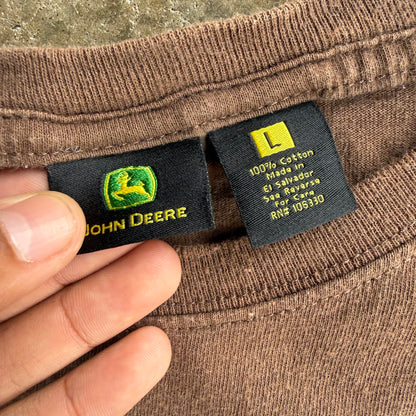 JOHN DEERE
L
100% Cotton
Made in
El Salvador
See Reverse
For Care
RN# 105330